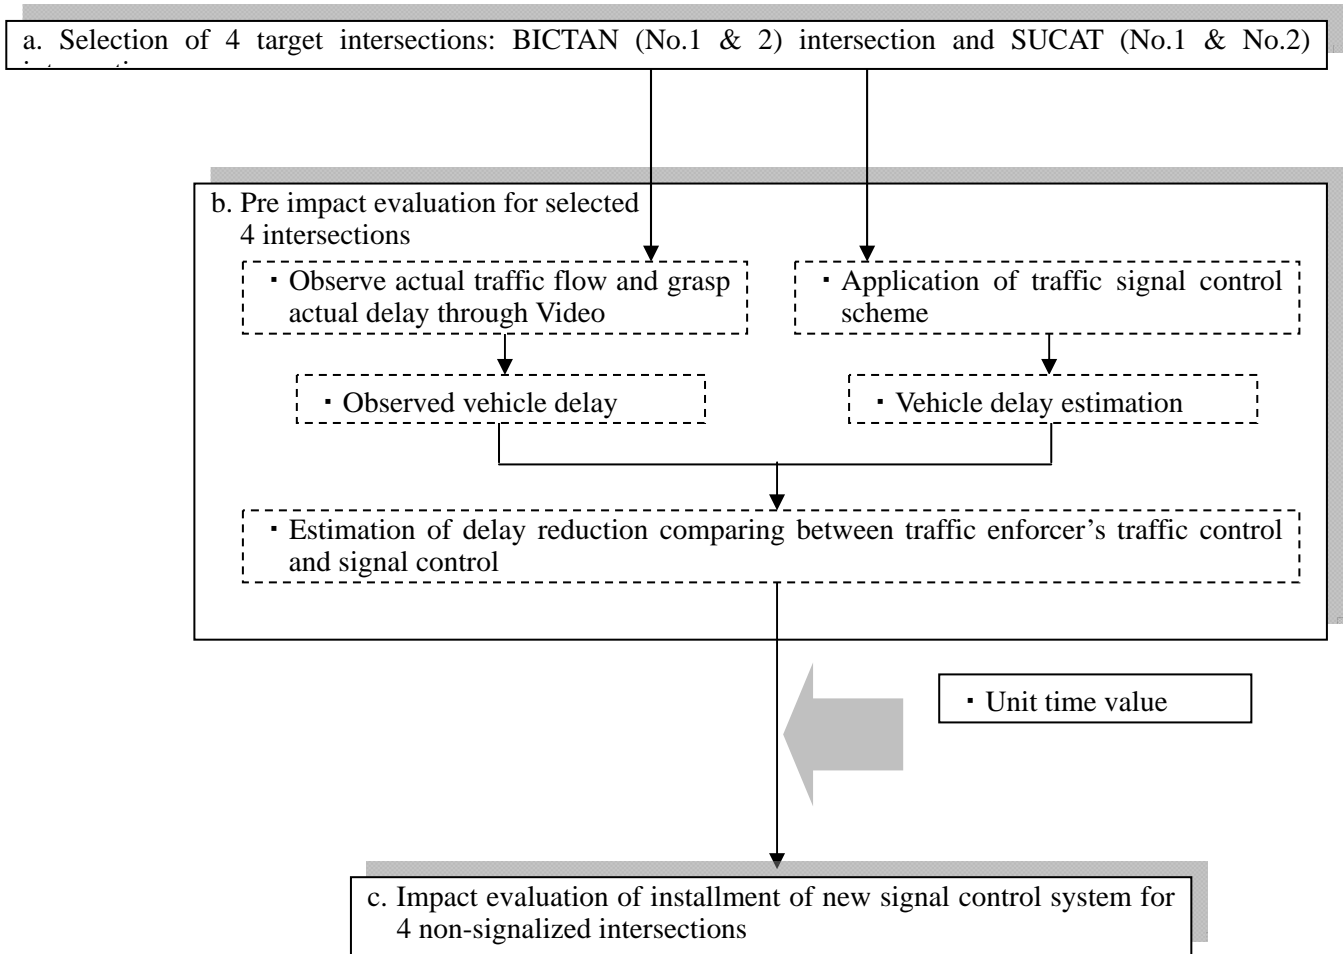 a. Selection of 4 target intersections: BICTAN (No.1 & 2) intersection and SUCAT (No.1 & No.2)
b. Pre impact evaluation for selected
4 intersections
・Observe actual traffic flow and grasp
actual delay through Video
・Application of traffic signal control
scheme
・Observed vehicle delay
・Vehicle delay estimation
・Estimation of delay reduction comparing between traffic enforcer’s traffic control
and signal control
・Unit time value
c. Impact evaluation of installment of new signal control system for
4 non-signalized intersections